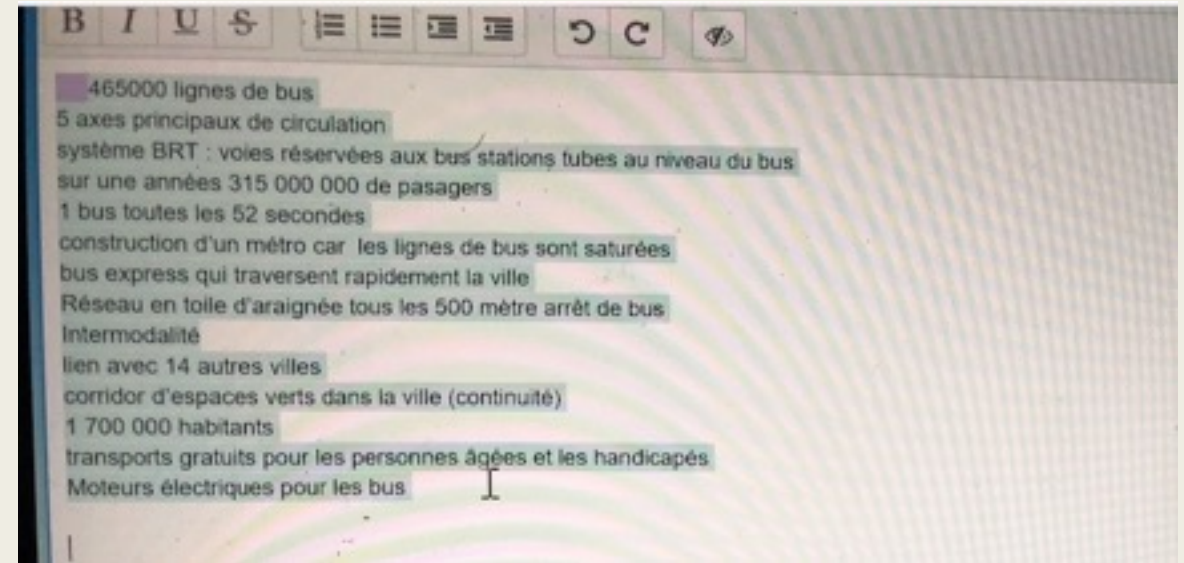 B I U S
465000 lignes de bus
5 axes principaux de circulation
système BRT : voies réservées aux bus stations tubes au niveau du bus
sur une années 315 000 000 de pasagers
1 bus toutes les 52 secondes
construction d'un métro car les lignes de bus sont saturées
bus express qui traversent rapidement la ville
Réseau en toile d'araignée tous les 500 mètre arrêt de bus
Intermodalité
lien avec 14 autres villes
corridor d'espaces verts dans la ville (continuité)
1 700 000 habitants
transports gratuits pour les personnes âgées et les handicapés
Moteurs électriques pour les bus